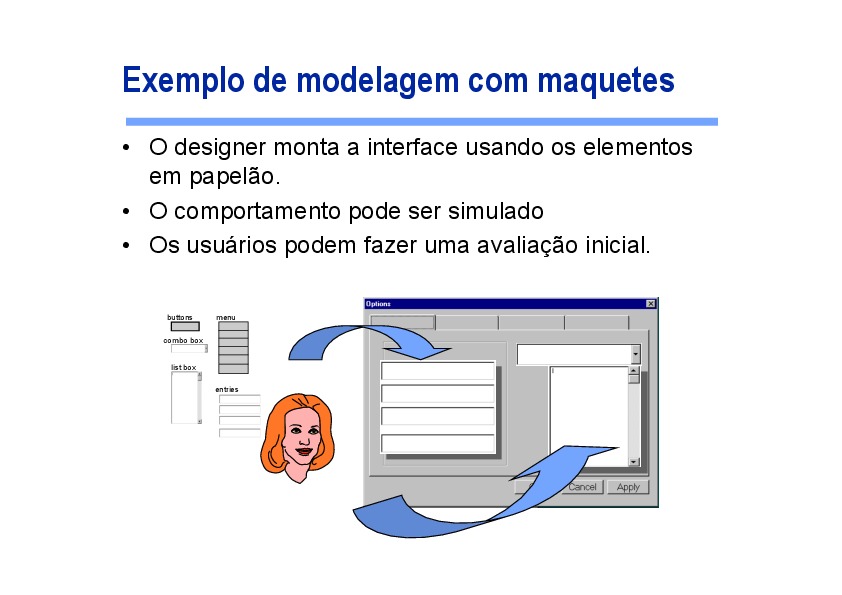 Exemplo de modelagem com maquetes
• O designer monta a interface usando os elementos
em papelão.
• O comportamento pode ser simulado
• Os usuários podem fazer uma avaliação inicial.
buttons
menu
combo box
list box
entries
Options
Cancel
Apply